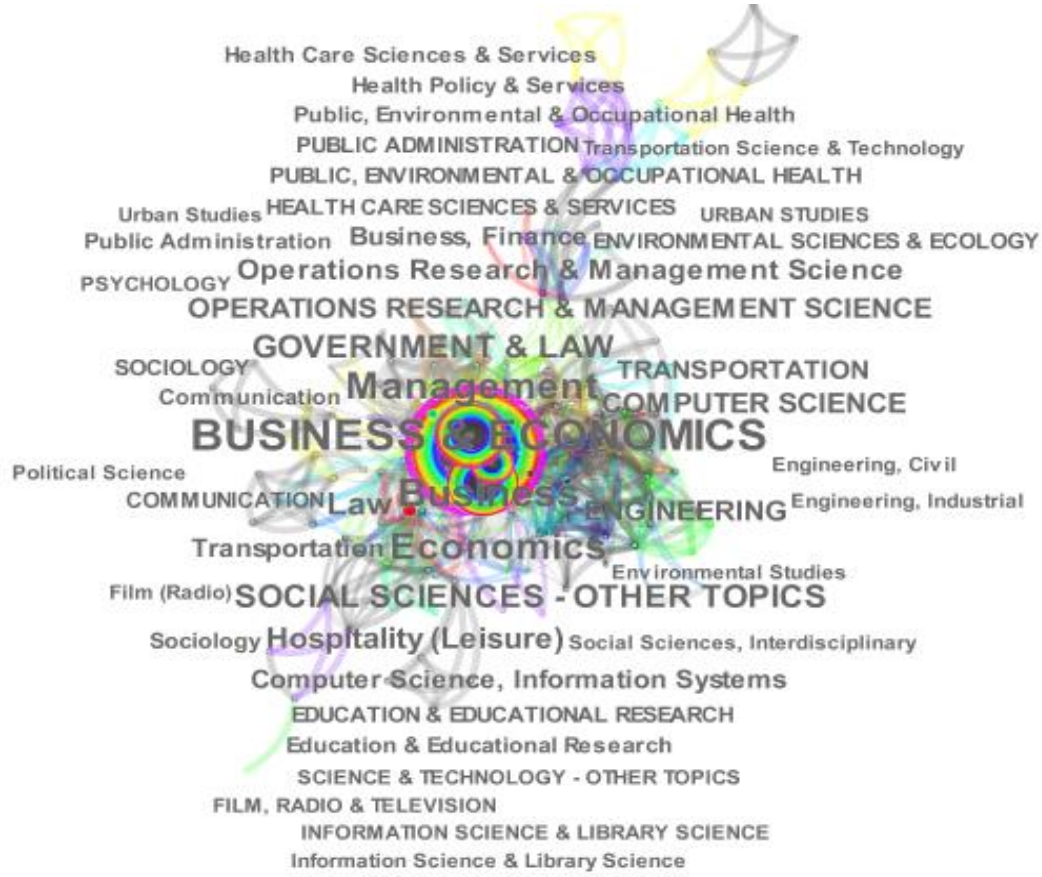 Health Care Sciences & Services
Health Policy & Services
Public, Environmental & Occupational Health
PUBLIC ADMINISTRATION Transportation Science & Technology
PUBLIC, ENVIRONMENTAL & OCCUPATIONAL HEALTH
Urban Studies HEALTH CARE SCIENCES & SERVICES URBAN STUDIES
Public Administration Business, Finance ENVIRONMENTAL SCIENCES & ECOLOGY
PSYCHOLOGY Operations Research & Management Science
OPERATIONS RESEARCH & MANAGEMENT SCIENCE
GOVERNMENT & LAW
SOCIOLOGY TRANSPORTATION
Communication Management COMPUTER SCIENCE
BUSINESS & ECONOMICS
Political Science Engineering, Civil
COMMUNICATION Law Business ENGINEERING Engineering, Industrial
Transportation Economics
Environmental Studies
Film (Radio) SOCIAL SCIENCES - OTHER TOPICS
Sociology Hospltality (Leisure) Social Sciences, Interdisciplinary
Computer Science, Information Systems
EDUCATION & EDUCATIONAL RESEARCH
Education & Educational Research
SCIENCE & TECHNOLOGY - OTHER TOPICS
FILM, RADIO & TELEVISION
INFORMATION SCIENCE & LIBRARY SCIENCE
Information Science & Library Science